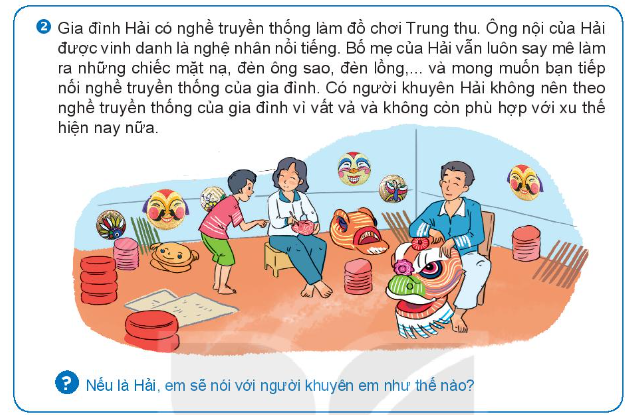 2 Gia đình Hải có nghề truyền thống làm đồ chơi Trung thu. Ông nội của Hải
được vinh danh là nghệ nhân nổi tiếng. Bố mẹ của Hải vẫn luôn say mê làm
ra những chiếc mặt nạ, đèn ông sao, đèn lồng,... và mong muốn bạn tiếp
nối nghề truyền thống của gia đình. Có người khuyên Hải không nên theo
nghề truyền thống của gia đình vì vất vả và không còn phù hợp với xu thế
hiện nay nữa.
? Nếu là Hải, em sẽ nói với người khuyên em như thế nào?